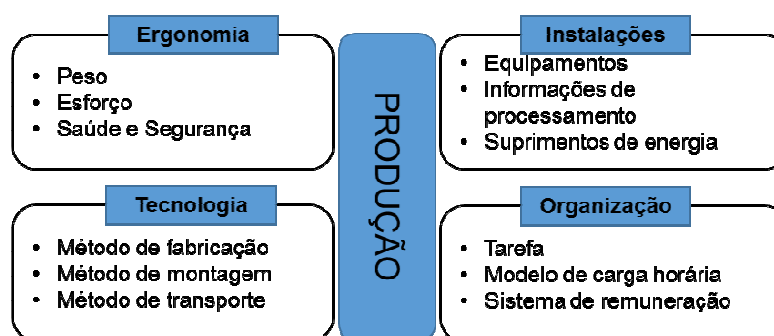 Ergonomia
• Peso
• Esforço
• Saúde e Segurança
Tecnologia
• Método de fabricação
• Método de montagem
• Método de transporte
PRODUÇÃO
Instalações
• Equipamentos
• Informações de
processamento
• Suprimentos de energia
Organização
• Tarefa
• Modelo de carga horária
• Sistema de remuneração